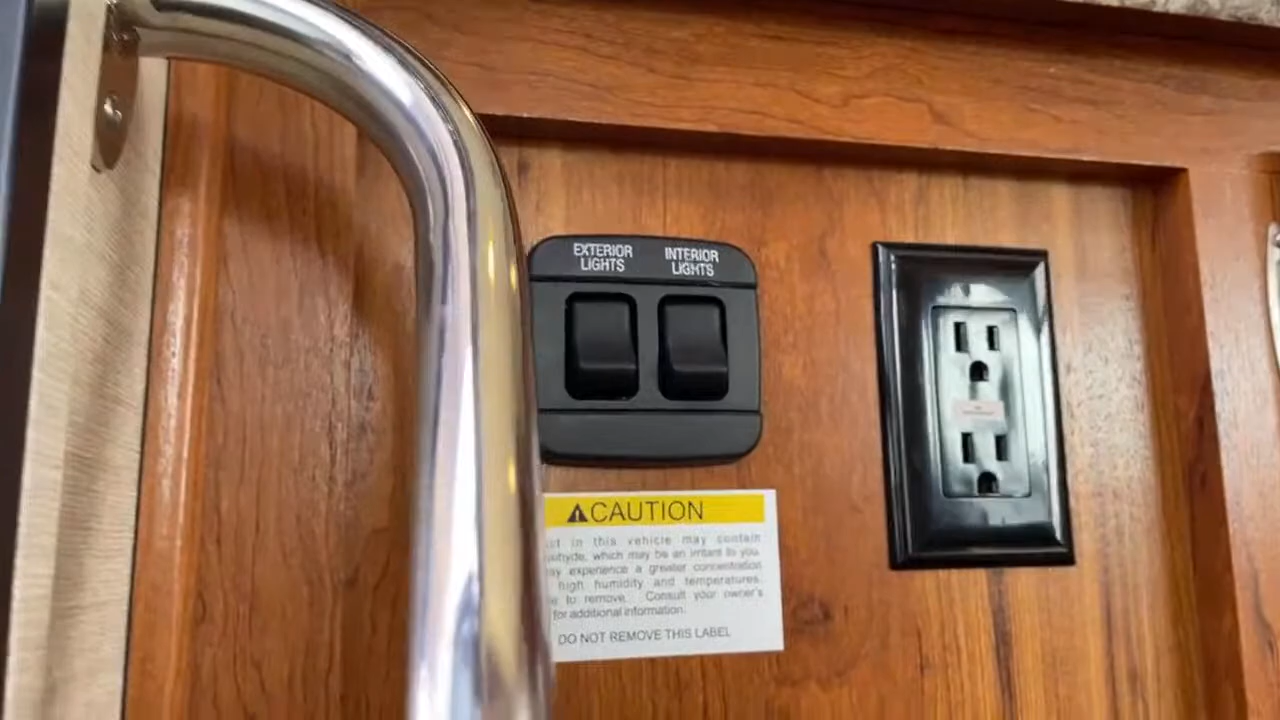 EXTERIOR
LIGHTS
INTERIOR
LIGHTS
CAUTION
in this vehicle may contain
which may be an irritant to you.
experience a greater concentration
high humidity and temperatures.
to remove. Consult your owner's
for additional information.
DO NOT REMOVE THIS LABEL